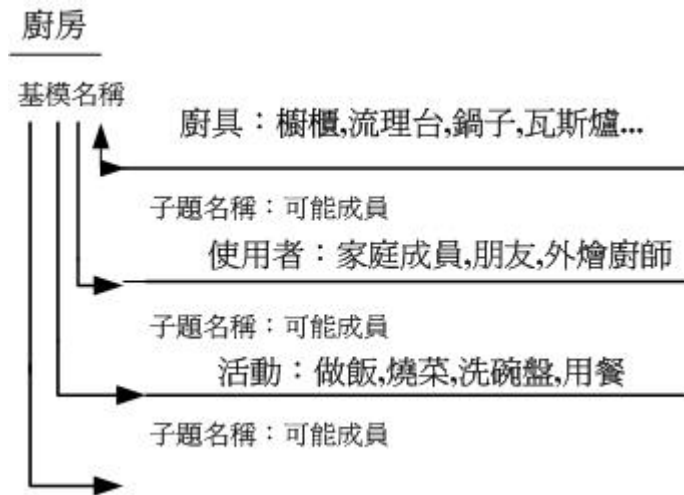 廚房
基模名稱
廚具：櫥櫃,流理台,鍋子,瓦斯爐...
子題名稱：可能成員
使用者：家庭成員,朋友,外燴廚師
子題名稱：可能成員
活動：做飯,燒菜,洗碗盤,用餐
子題名稱：可能成員